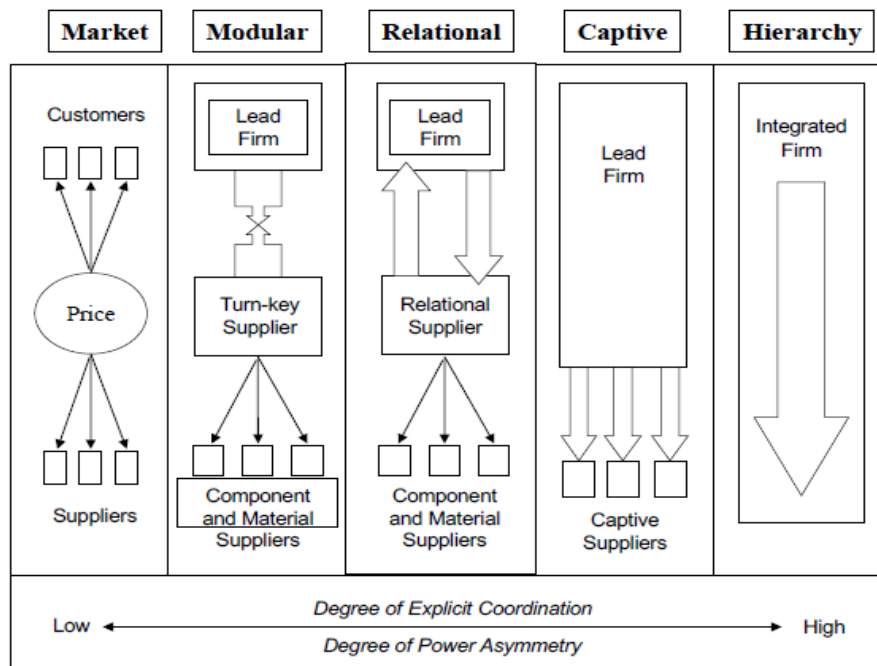 Market
Modular
Relational
Captive
Hierarchy
Customers
Price
Suppliers
Lead
Firm
Turn-key
Supplier
Component
and Material
Suppliers
Lead
Firm
Relational
Supplier
Component
and Material
Suppliers
Lead
Firm
Captive
Suppliers
Integrated
Firm
Low
Degree of Explicit Coordination
Degree of Power Asymmetry
High